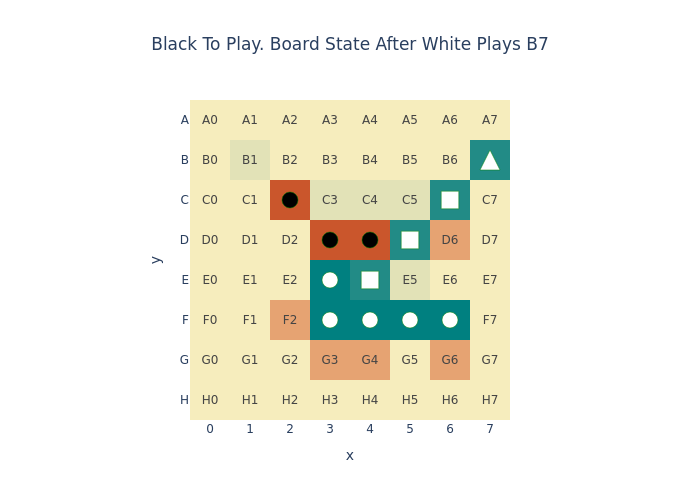 Black To Play. Board State After White Plays B7
A A0 A1 A2 A3 A4 A5 A6 A7
B B0 B1 B2 B3 B4 B5 B6
C C0 C1 C3 C4 C5 C7
D D0 D1 D2 D6 D7
E E0 E1 E2 E5 E6 E7
F F0 F1 F2 F7
G G0 G1 G2 G3 G4 G5 G6 G7
H H0 H1 H2 H3 H4 H5 H6 H7
0 1 2 3 4 5 6 7
x
y